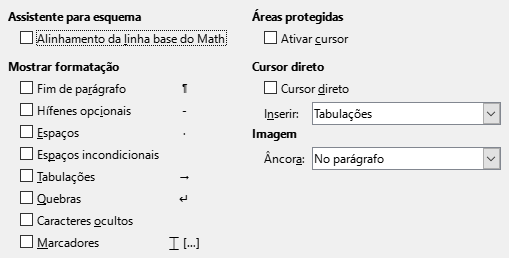 Assistente para esquema
Alinhamento da linha base do Math
Mostrar formatação
Fim de parágrafo ¶
Hífenes opcionais -
Espaços ·
Espaços incondicionais
Tabulações →
Quebras ↵
Caracteres ocultos
Marcadores ⌶ [...]
Áreas protegidas
Ativar cursor
Cursor direto
Cursor direto
Inserir: Tabulações
Imagem
Âncora: No parágrafo